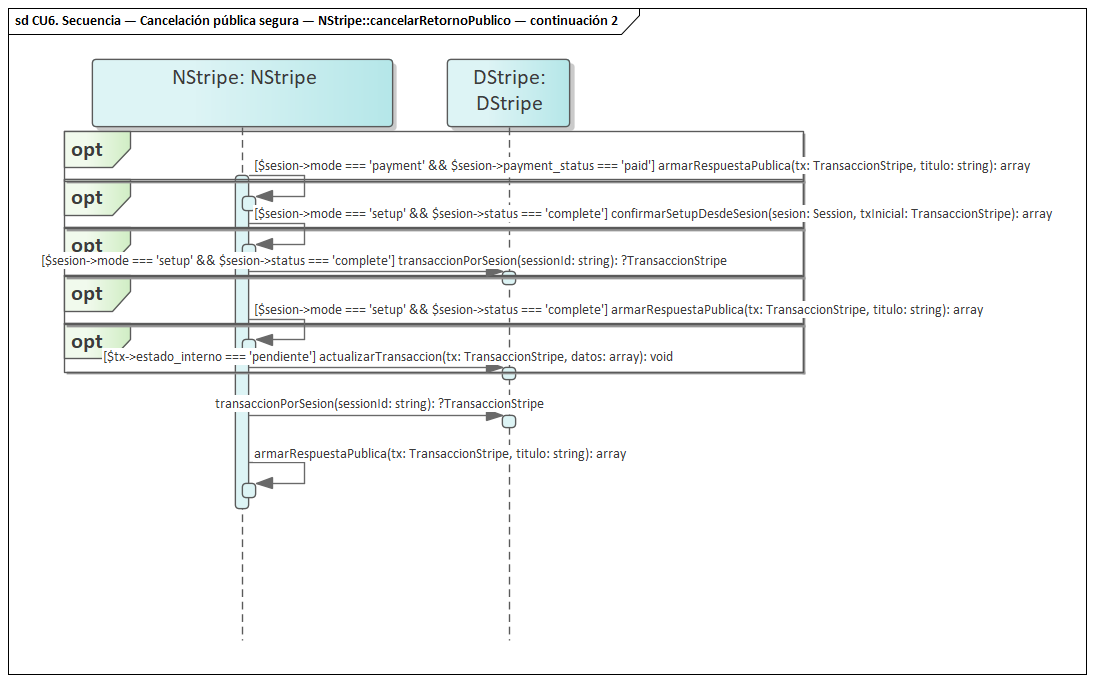 sd CU6. Secuencia — Cancelación pública segura — NStripe::cancelarRetornoPublico — continuación 2
NStripe: NStripe
DStripe:
DStripe
opt
[$sesion->mode === 'payment' && $sesion->payment_status === 'paid'] armarRespuestaPublica(tx: TransaccionStripe, titulo: string): array
opt
[$sesion->mode === 'setup' && $sesion->status === 'complete'] confirmarSetupDesdeSesion(sesion: Session, txInicial: TransaccionStripe): array
opt
[$sesion->mode === 'setup' && $sesion->status === 'complete'] transaccionPorSesion(sessionId: string): ?TransaccionStripe
opt
[$sesion->mode === 'setup' && $sesion->status === 'complete'] armarRespuestaPublica(tx: TransaccionStripe, titulo: string): array
opt
[$tx->estado_interno === 'pendiente'] actualizarTransaccion(tx: TransaccionStripe, datos: array): void
transaccionPorSesion(sessionId: string): ?TransaccionStripe
armarRespuestaPublica(tx: TransaccionStripe, titulo: string): array